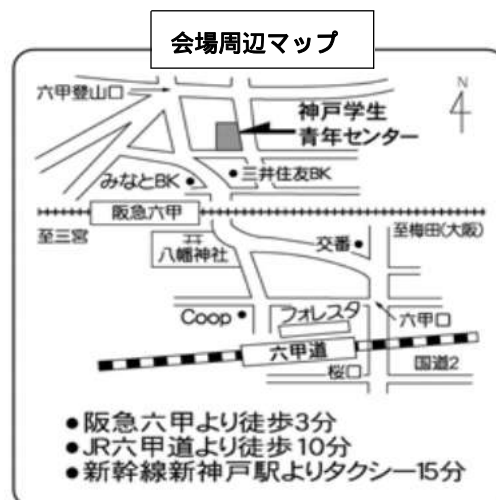 会場周辺マップ
N
六甲登山口
神戸学生
青年センター
みなとBK
三井住友BK
阪急六甲
至三宮
至梅田(大阪)
八幡神社
交番
Coop
フォレスタ
六甲口
六甲道
桜口
国道2
●阪急六甲より徒歩3分
●JR六甲道より徒歩10分
●新幹線新神戸駅よりタクシー15分